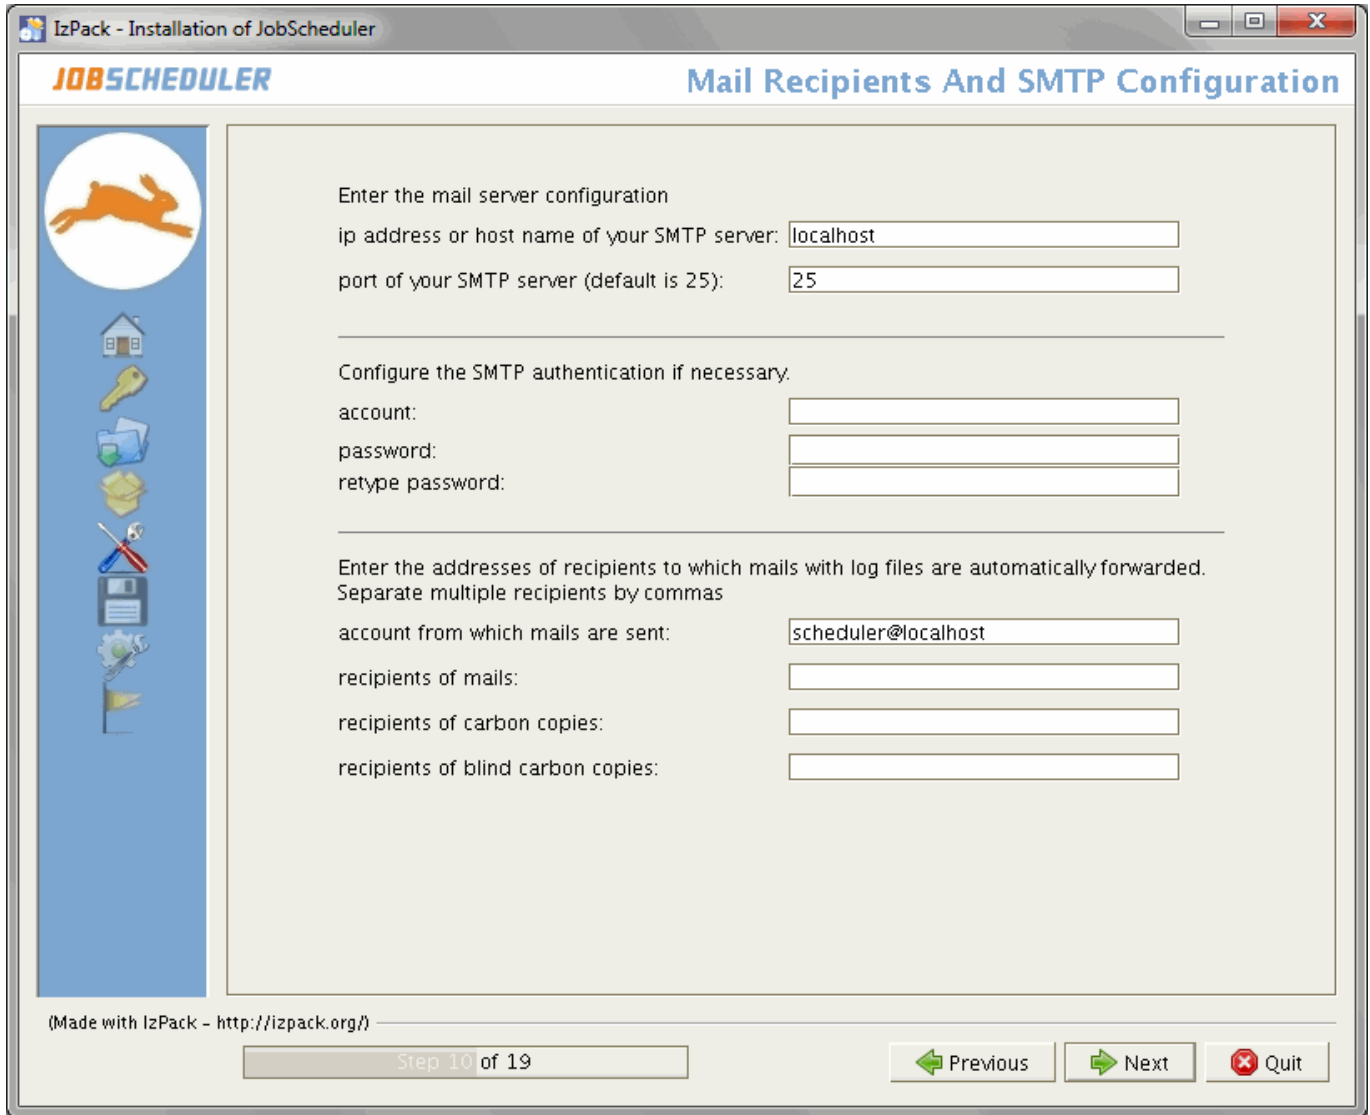 IzPack - Installation of JobScheduler
JOBSCHEDULER
Mail Recipients And SMTP Configuration
Enter the mail server configuration
ip address or host name of your SMTP server: localhost
port of your SMTP server (default is 25): 25
Configure the SMTP authentication if necessary.
account:
password:
retype password:
Enter the addresses of recipients to which mails with log files are automatically forwarded.
Separate multiple recipients by commas
account from which mails are sent: scheduler@localhost
recipients of mails:
recipients of carbon copies:
recipients of blind carbon copies:
(Made with IzPack - http://izpack.org/)
Step 10 of 19
Previous
Next
Quit